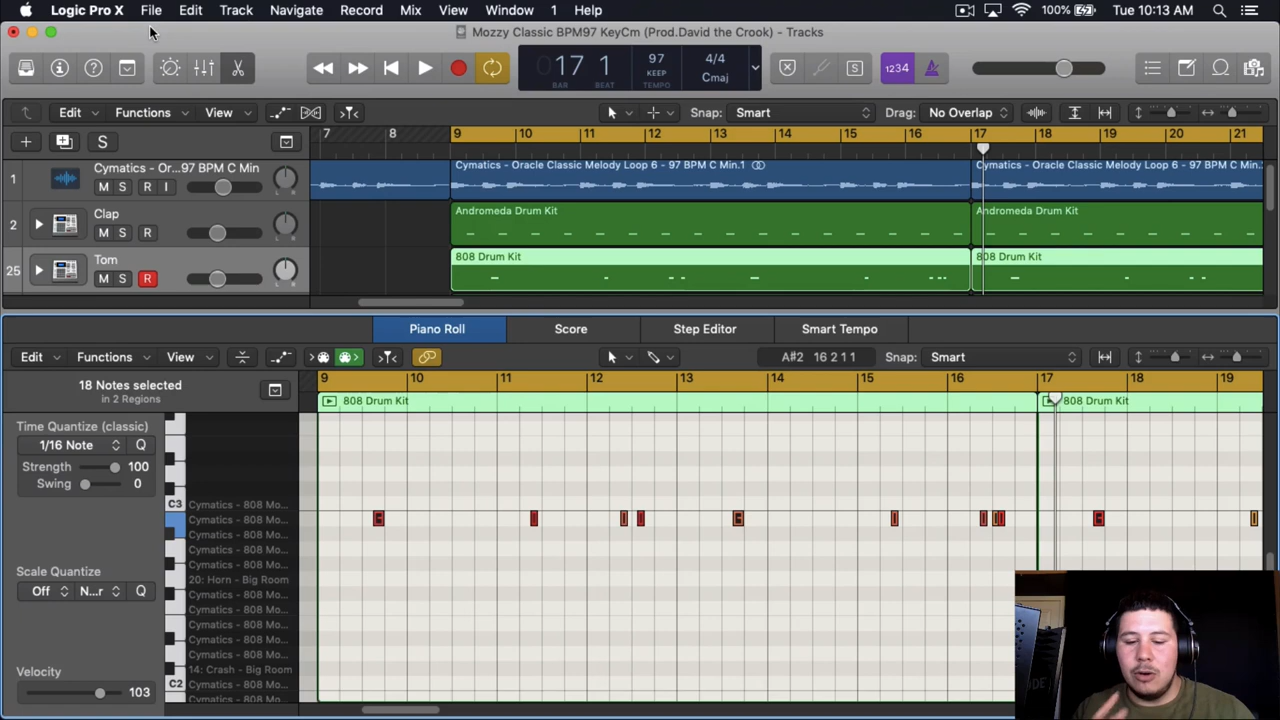 Logic Pro X File Edit Track Navigate Record Mix View Window 1 Help 100% Tue 10:13 AM
Mozzy Classic BPM97 KeyCm (Prod.David the Crook) - Tracks
17 1 97 4/4
KEEP Cmaj
BAR BEAT TEMPO
S 1234
Edit Functions View Snap: Smart Drag: No Overlap
S 7 8 9 10 11 12 13 14 15 16 17 18 19 20 21
1 Cymatics - Or...97 BPM C Min Cymatics - Oracle Classic Melody Loop 6 - 97 BPM C Min.1 Cymatics - Oracle Classic Melody Loop 6 - 97 BPM C Min.
M S R I
Clap Andromeda Drum Kit Andromeda Drum Kit
2 M S R
Tom 808 Drum Kit 808 Drum Kit
25 M S R
Piano Roll Score Step Editor Smart Tempo
Edit Functions View A#2 16 2 1 1 Snap: Smart
18 Notes selected 9 10 11 12 13 14 15 16 17 18 19
in 2 Regions 808 Drum Kit 808 Drum Kit
Time Quantize (classic)
1/16 Note Q
Strength 100
Swing 0
C3 Cymatics - 808 Mo...
Cymatics - 808 Mo...
Cymatics - 808 Mo...
Cymatics - 808 Mo...
Cymatics - 808 Mo...
Scale Quantize 20: Horn - Big Room
Off N...r Q Cymatics - 808 Mo...
Cymatics - 808 Mo...
Cymatics - 808 Mo...
Cymatics - 808 Mo...
Cymatics - 808 Mo...
Velocity 14: Crash - Big Room
C2 Cymatics - 808 Mo...
103 Cymatics - 808 Mo...